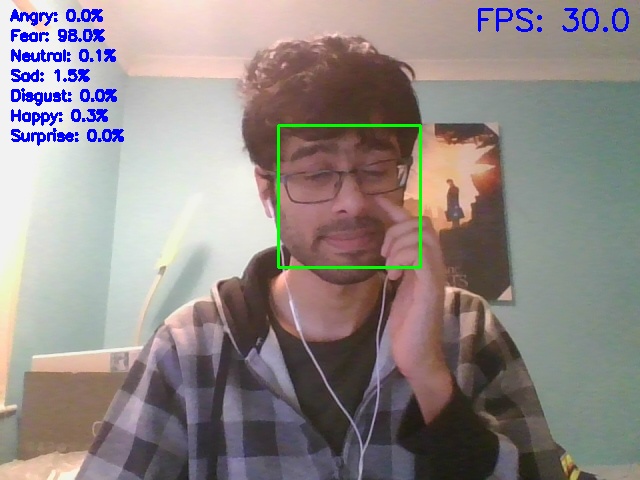 Angry: 0.0%
FPS: 30.0
Fear: 98.0%
Neutral: 0.1%
Sad: 1.5%
Disgust: 0.0%
Happy: 0.3%
Surprise: 0.0%